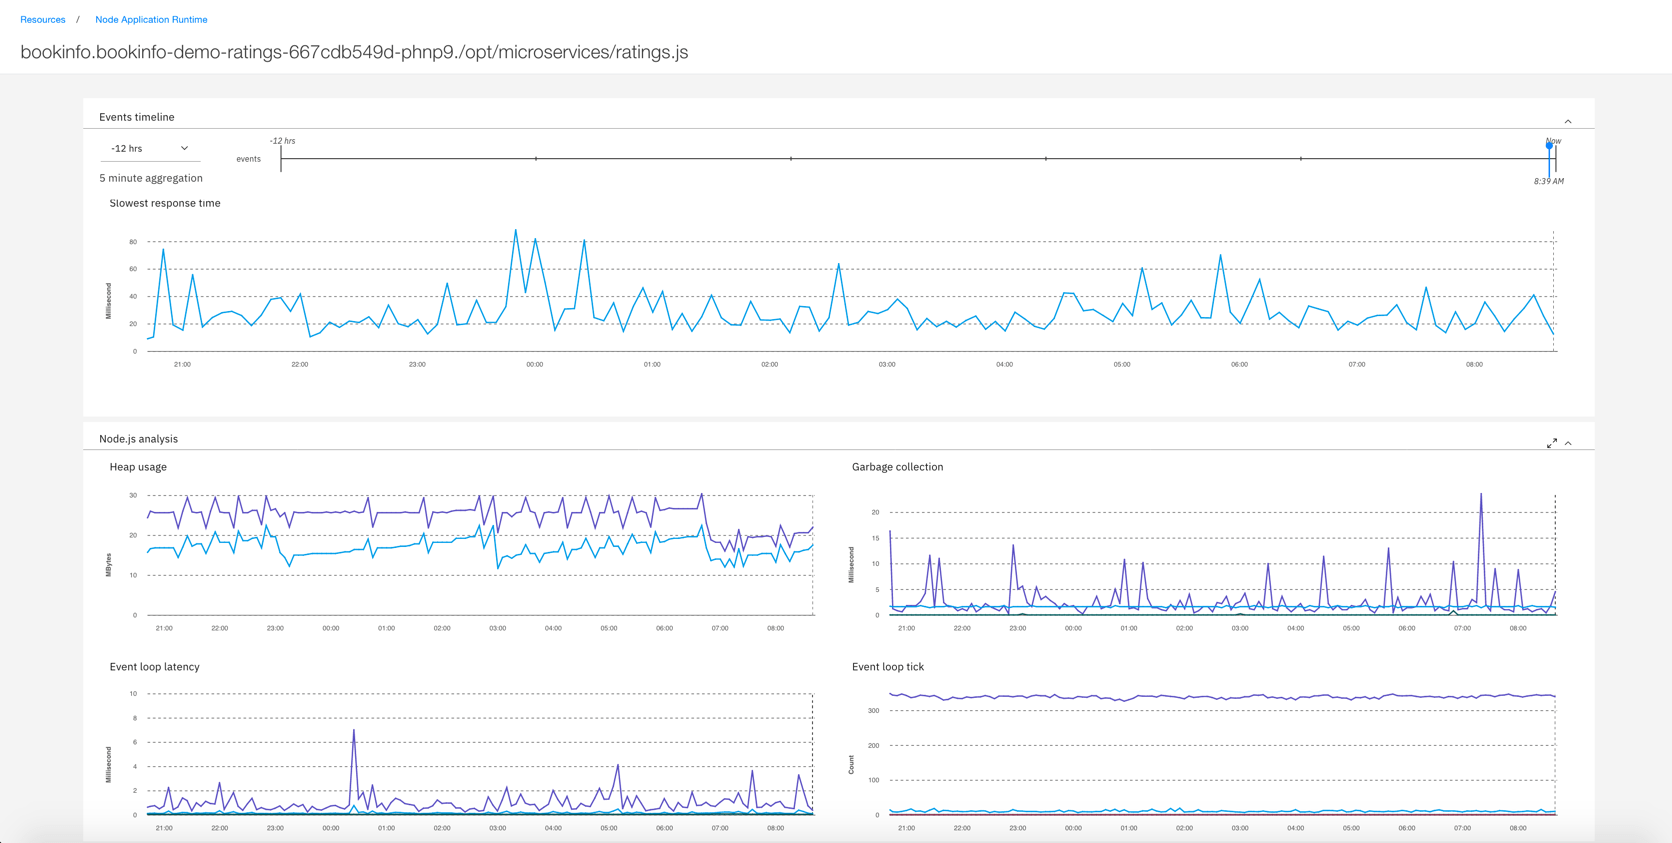 Resources / Node Application Runtime
bookinfo.bookinfo-demo-ratings-667cdb549d-phnp9./opt/microservices/ratings.js
Events timeline
-12 hrs
events
-12 hrs
Now
8:39 AM
5 minute aggregation
Slowest response time
Millisecond
80
60
40
20
0
21:00 22:00 23:00 00:00 01:00 02:00 03:00 04:00 05:00 06:00 07:00 08:00
Node.js analysis
Heap usage
MBytes
30
20
10
0
21:00 22:00 23:00 00:00 01:00 02:00 03:00 04:00 05:00 06:00 07:00 08:00
Garbage collection
Millisecond
20
15
10
5
0
21:00 22:00 23:00 00:00 01:00 02:00 03:00 04:00 05:00 06:00 07:00 08:00
Event loop latency
Millisecond
10
8
6
4
2
0
21:00 22:00 23:00 00:00 01:00 02:00 03:00 04:00 05:00 06:00 07:00 08:00
Event loop tick
Count
300
200
100
0
21:00 22:00 23:00 00:00 01:00 02:00 03:00 04:00 05:00 06:00 07:00 08:00